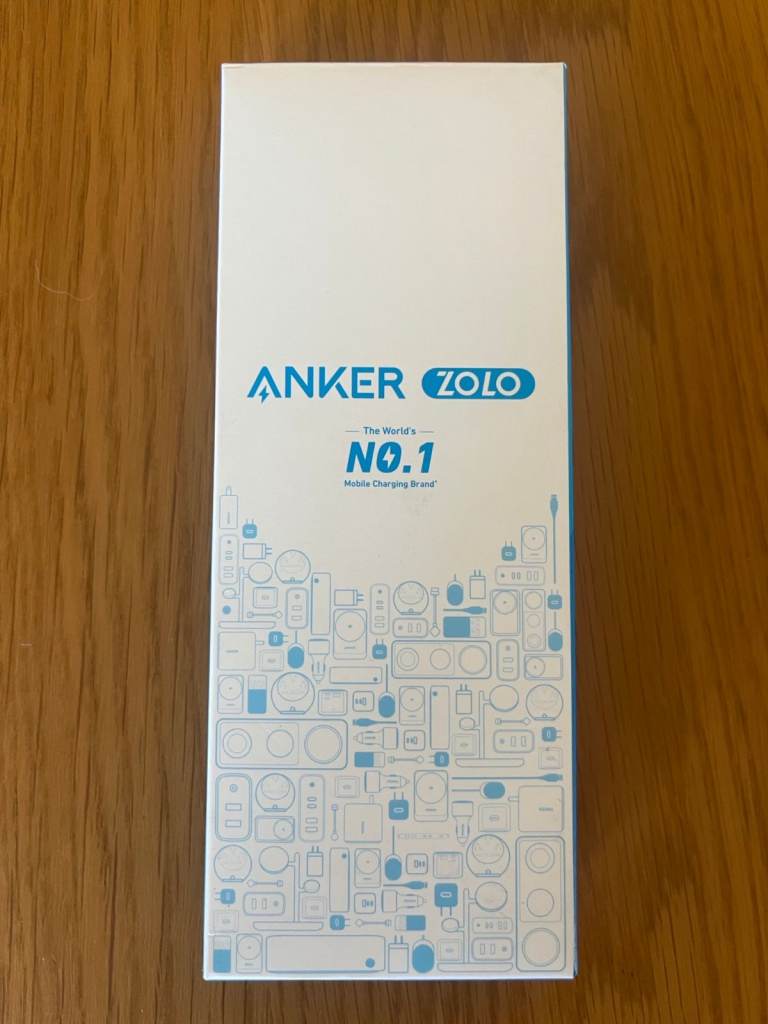 ANKER ZOLO
The World's
NO.1
Mobile Charging Brand*